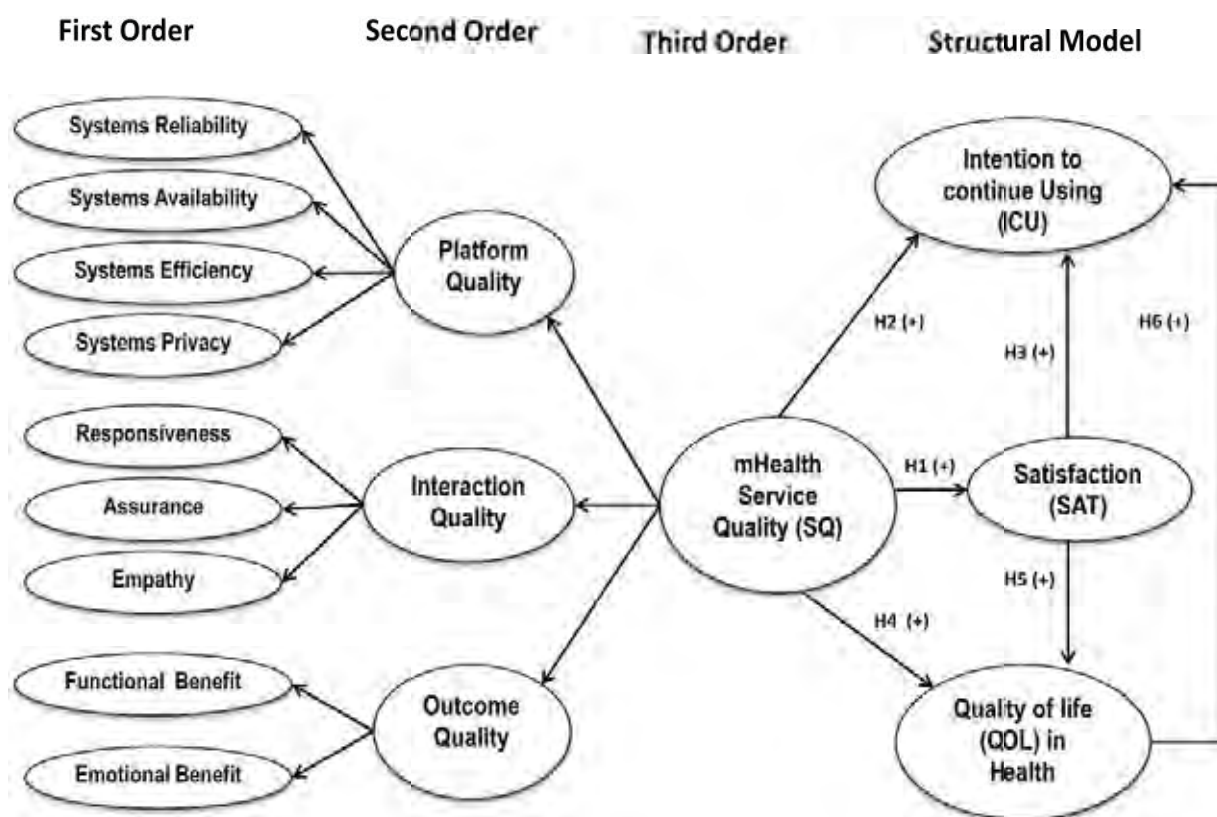 First Order
Second Order
Third Order
Structural Model
Systems Reliability
Systems Availability
Systems Efficiency
Systems Privacy
Responsiveness
Assurance
Empathy
Functional Benefit
Emotional Benefit
Platform
Quality
Interaction
Quality
Outcome
Quality
mHealth
Service
Quality (SQ)
H2 (+)
H1 (+)
H4 (+)
Intention to
continue Using
(ICU)
H3 (+)
H6 (+)
Satisfaction
(SAT)
H5 (+)
Quality of life
(QOL) in
Health